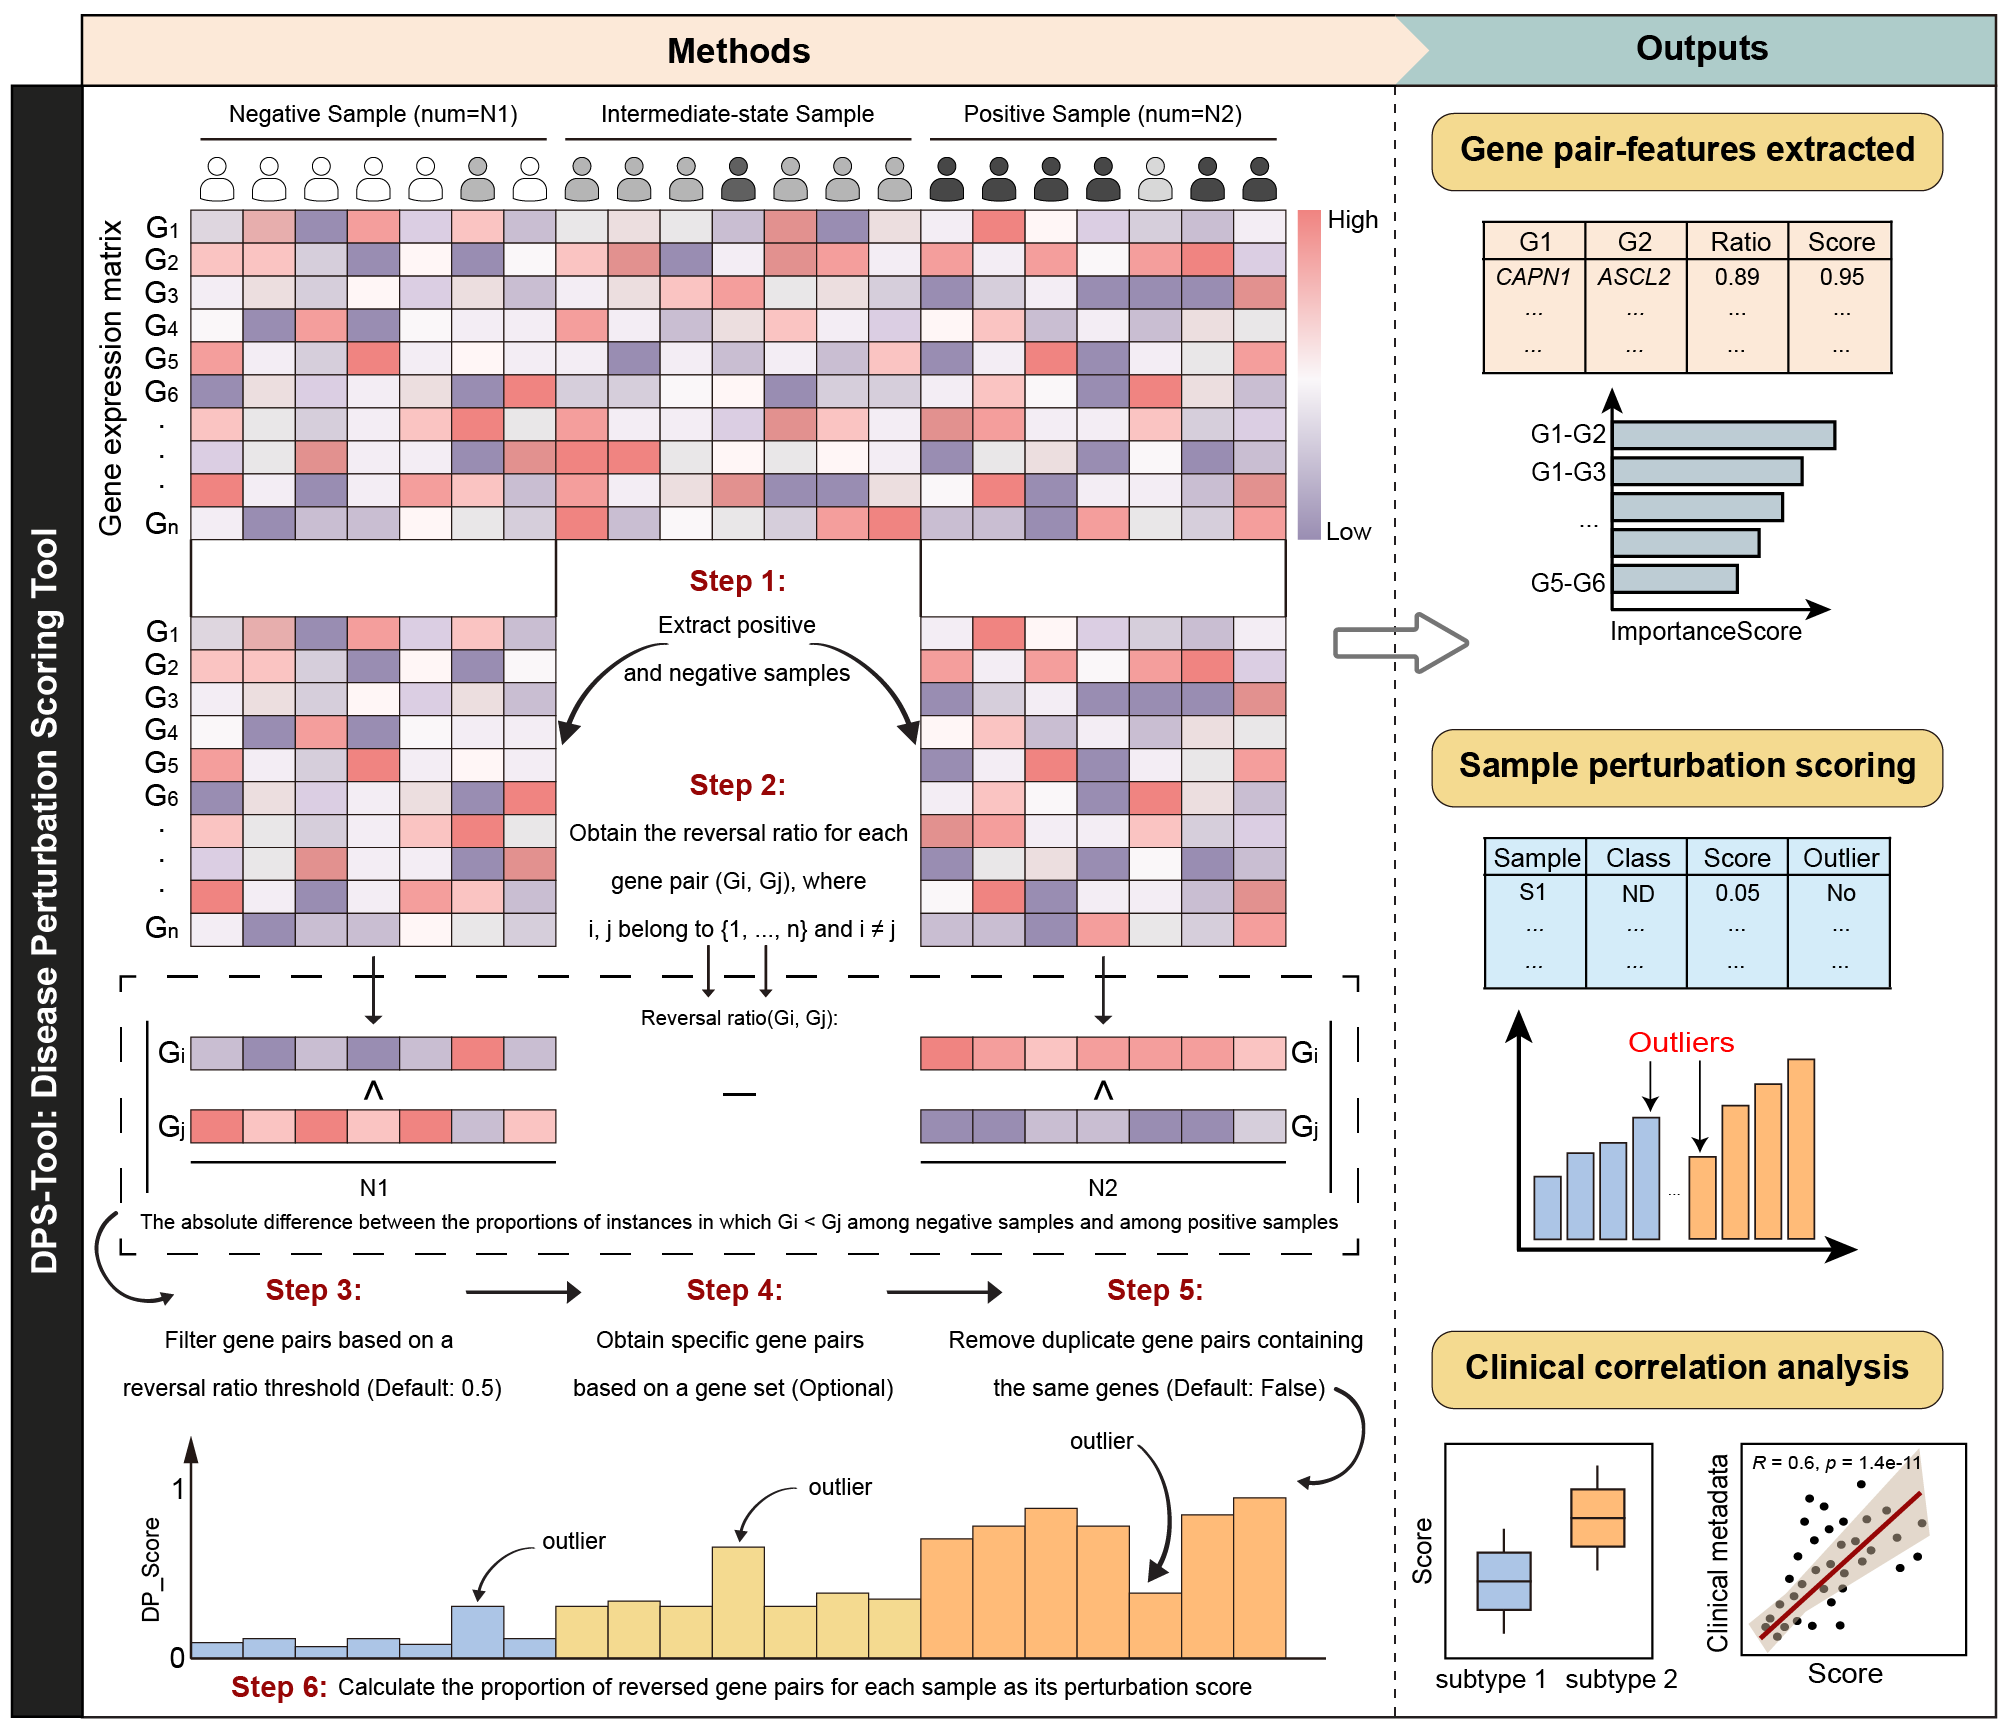 Methods
Outputs
DPS-Tool: Disease Perturbation Scoring Tool
Negative Sample (num=N1)
Intermediate-state Sample
Positive Sample (num=N2)
Gene expression matrix
G1
G2
G3
G4
G5
G6
.
.
.
Gn
High
Low
Step 1:
Extract positive
and negative samples
G1
G2
G3
G4
G5
G6
.
.
.
Gn
Step 2:
Obtain the reversal ratio for each
gene pair (Gi, Gj), where
i, j belong to {1, ..., n} and i ≠ j
Reversal ratio(Gi, Gj):
Gi
<
Gj
N1
—
Gi
<
Gj
N2
The absolute difference between the proportions of instances in which Gi < Gj among negative samples and among positive samples
Step 3:
Filter gene pairs based on a
reversal ratio threshold (Default: 0.5)
Step 4:
Obtain specific gene pairs
based on a gene set (Optional)
Step 5:
Remove duplicate gene pairs containing
the same genes (Default: False)
DP_Score
1
0
outlier
outlier
outlier
Step 6: Calculate the proportion of reversed gene pairs for each sample as its perturbation score
Gene pair-features extracted
G1 G2 Ratio Score
CAPN1 ASCL2 0.89 0.95
... ... ... ...
... ... ... ...
G1-G2
G1-G3
...
G5-G6
ImportanceScore
Sample perturbation scoring
Sample Class Score Outlier
S1 ND 0.05 No
... ... ... ...
... ... ... ...
Outliers
...
Clinical correlation analysis
Score
subtype 1 subtype 2
Clinical metadata
R = 0.6, p = 1.4e-11
Score